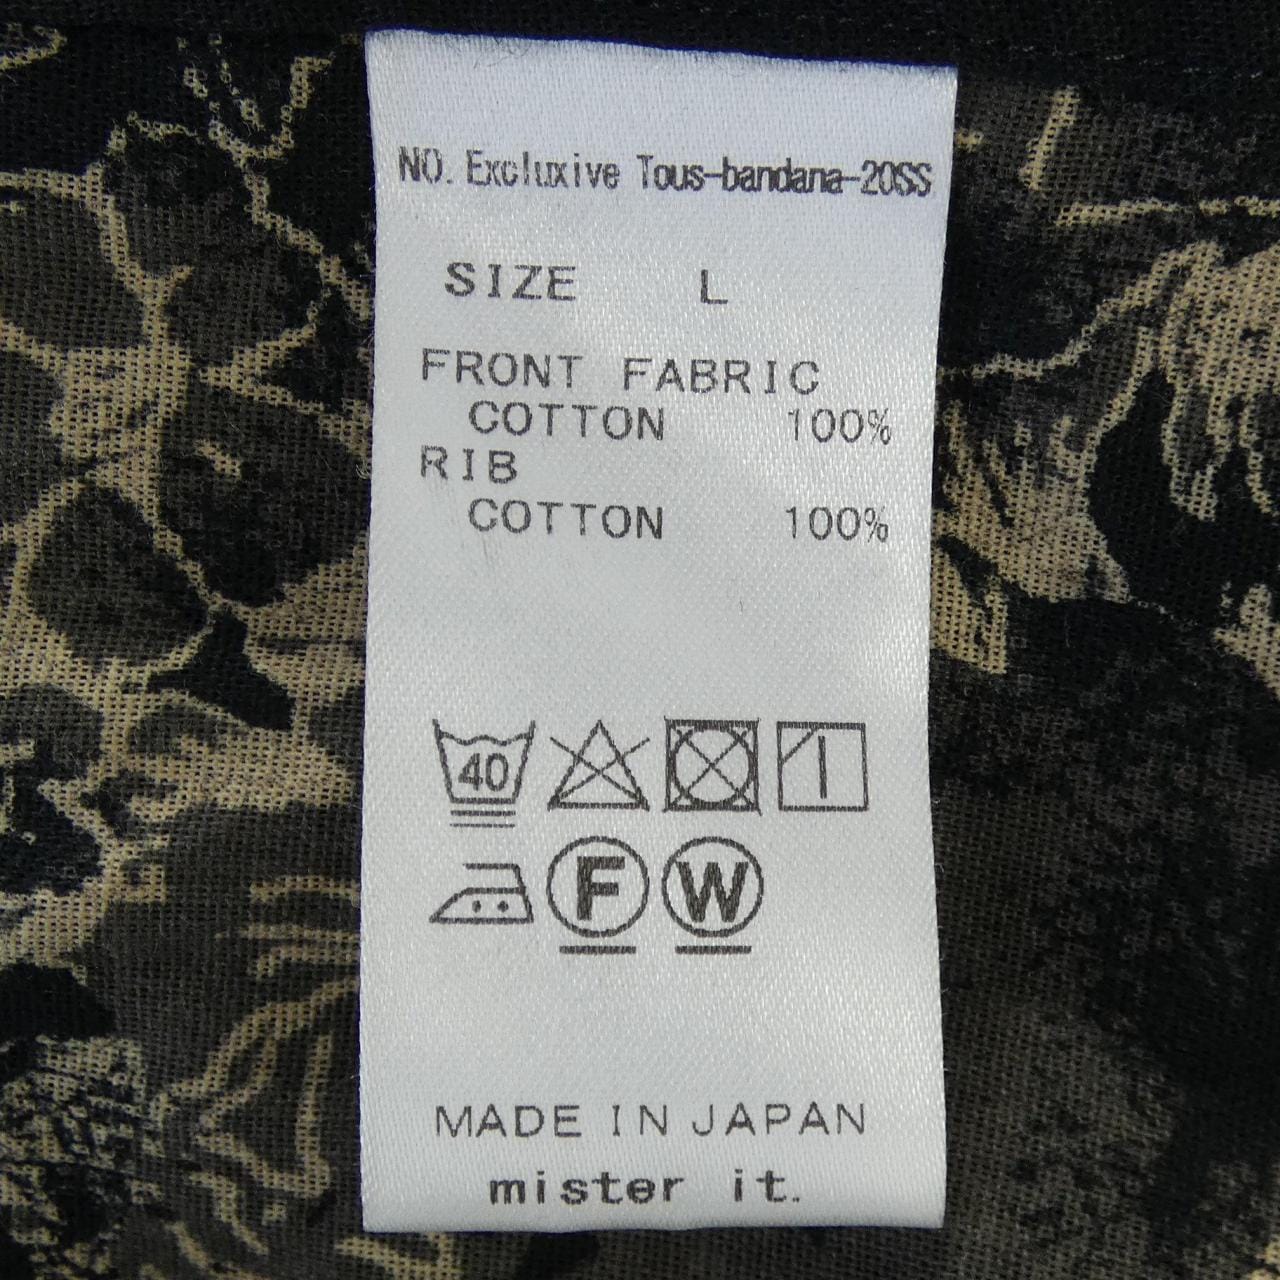 NO. Excluxive Tous-bandana-20SS
SIZE L
FRONT FABRIC
COTTON 100%
RIB
COTTON 100%
40
F W
MADE IN JAPAN
mister it.